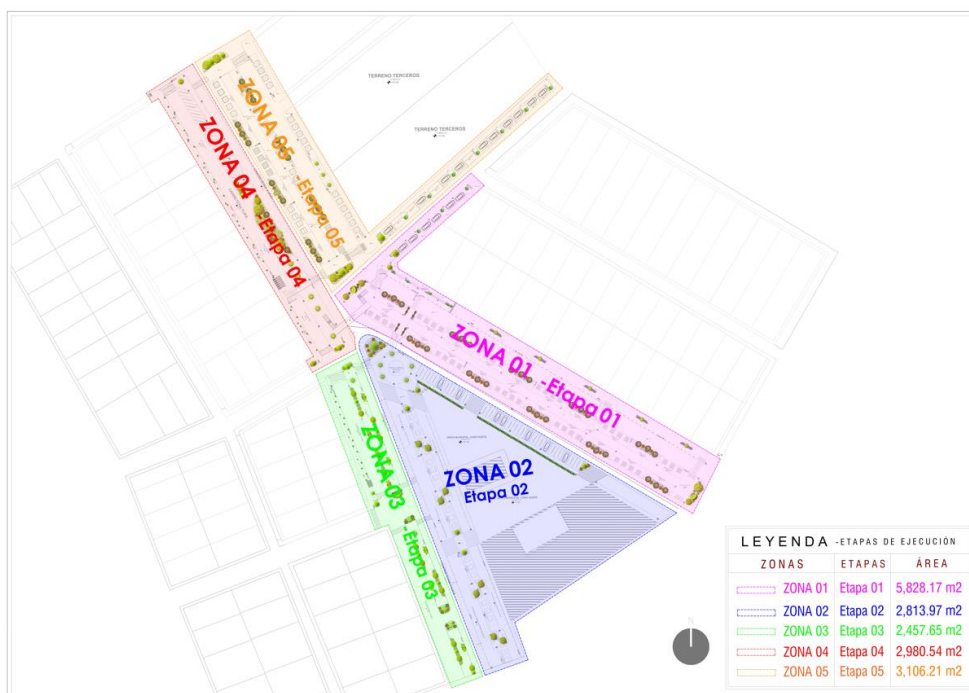 TERRENO TERCEROS
TERRENO TERCEROS
ZONA 05 -Etapa 05
ZONA 04 -Etapa 04
ZONA 01 -Etapa 01
ZONA 02
Etapa 02
ZONA 03 -Etapa 03
N
LEYENDA -ETAPAS DE EJECUCIÓN
ZONAS ETAPAS ÁREA
ZONA 01 Etapa 01 5,828.17 m2
ZONA 02 Etapa 02 2,813.97 m2
ZONA 03 Etapa 03 2,457.65 m2
ZONA 04 Etapa 04 2,980.54 m2
ZONA 05 Etapa 05 3,106.21 m2